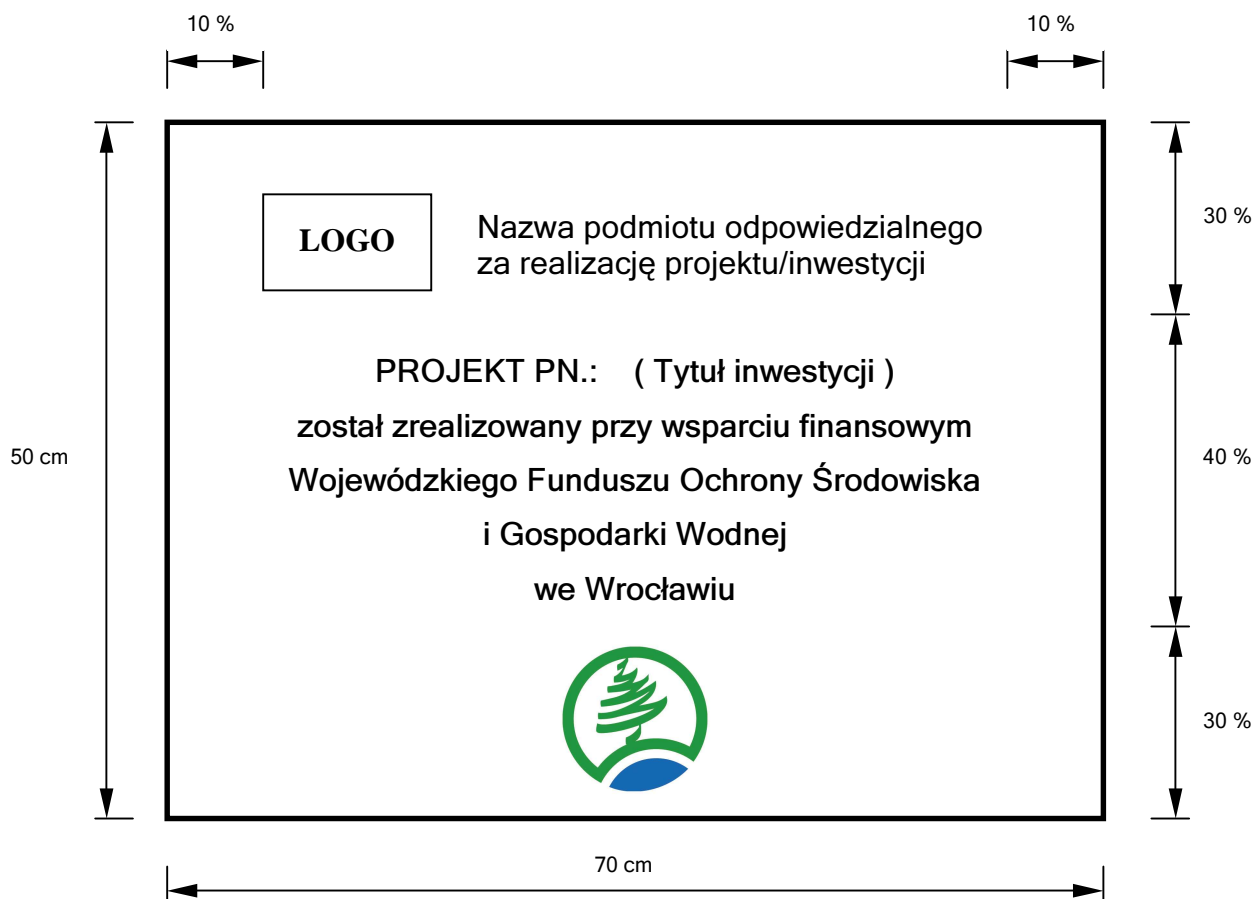 10 %
10 %
30 %
LOGO
Nazwa podmiotu odpowiedzialnego
za realizację projektu/inwestycji
PROJEKT PN.: ( Tytuł inwestycji )
został zrealizowany przy wsparciu finansowym
50 cm
40 %
Wojewódzkiego Funduszu Ochrony Środowiska
i Gospodarki Wodnej
we Wrocławiu
30 %
70 cm